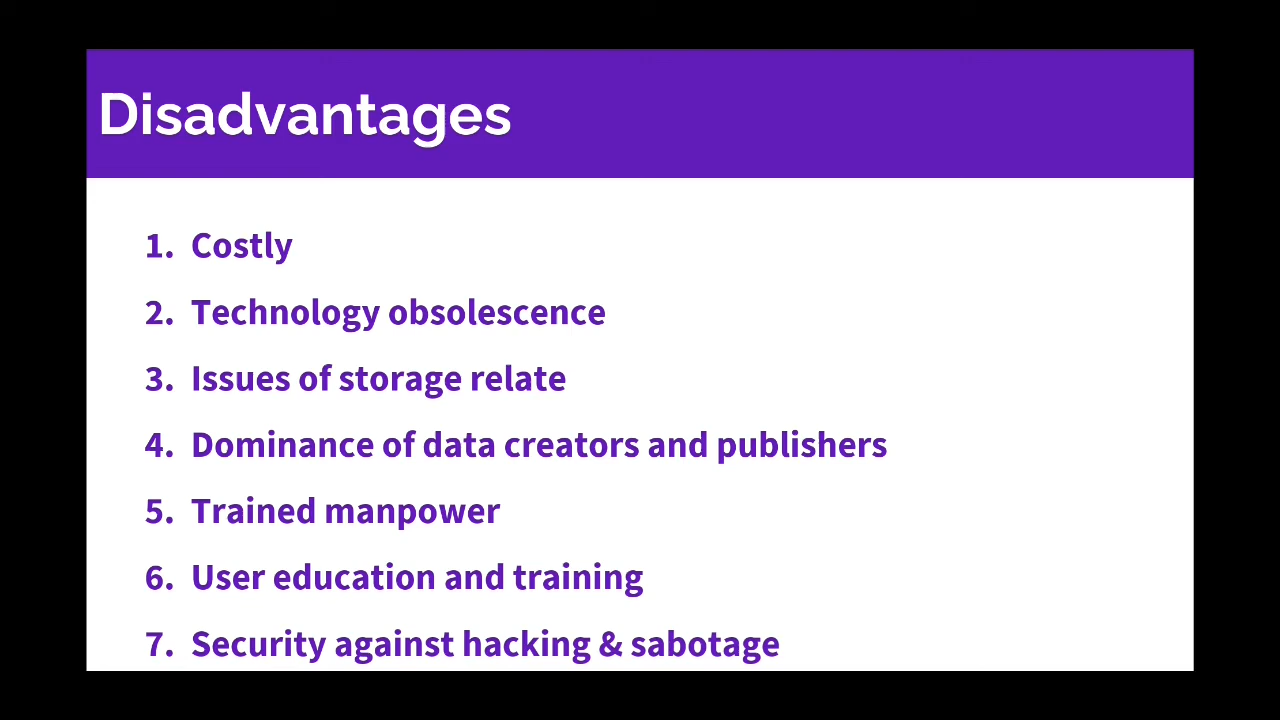 Disadvantages
1. Costly
2. Technology obsolescence
3. Issues of storage relate
4. Dominance of data creators and publishers
5. Trained manpower
6. User education and training
7. Security against hacking & sabotage